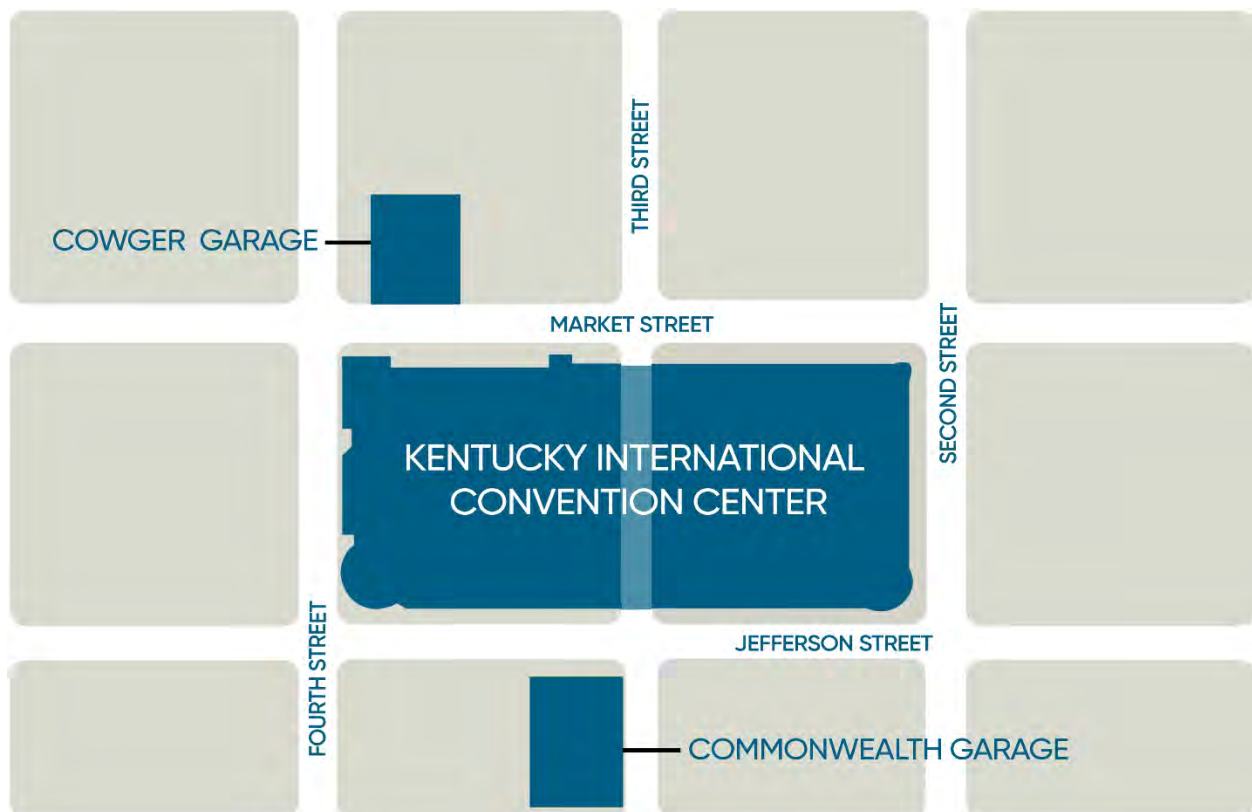 THIRD STREET
COWGER GARAGE
MARKET STREET
SECOND STREET
KENTUCKY INTERNATIONAL
CONVENTION CENTER
FOURTH STREET
JEFFERSON STREET
COMMONWEALTH GARAGE